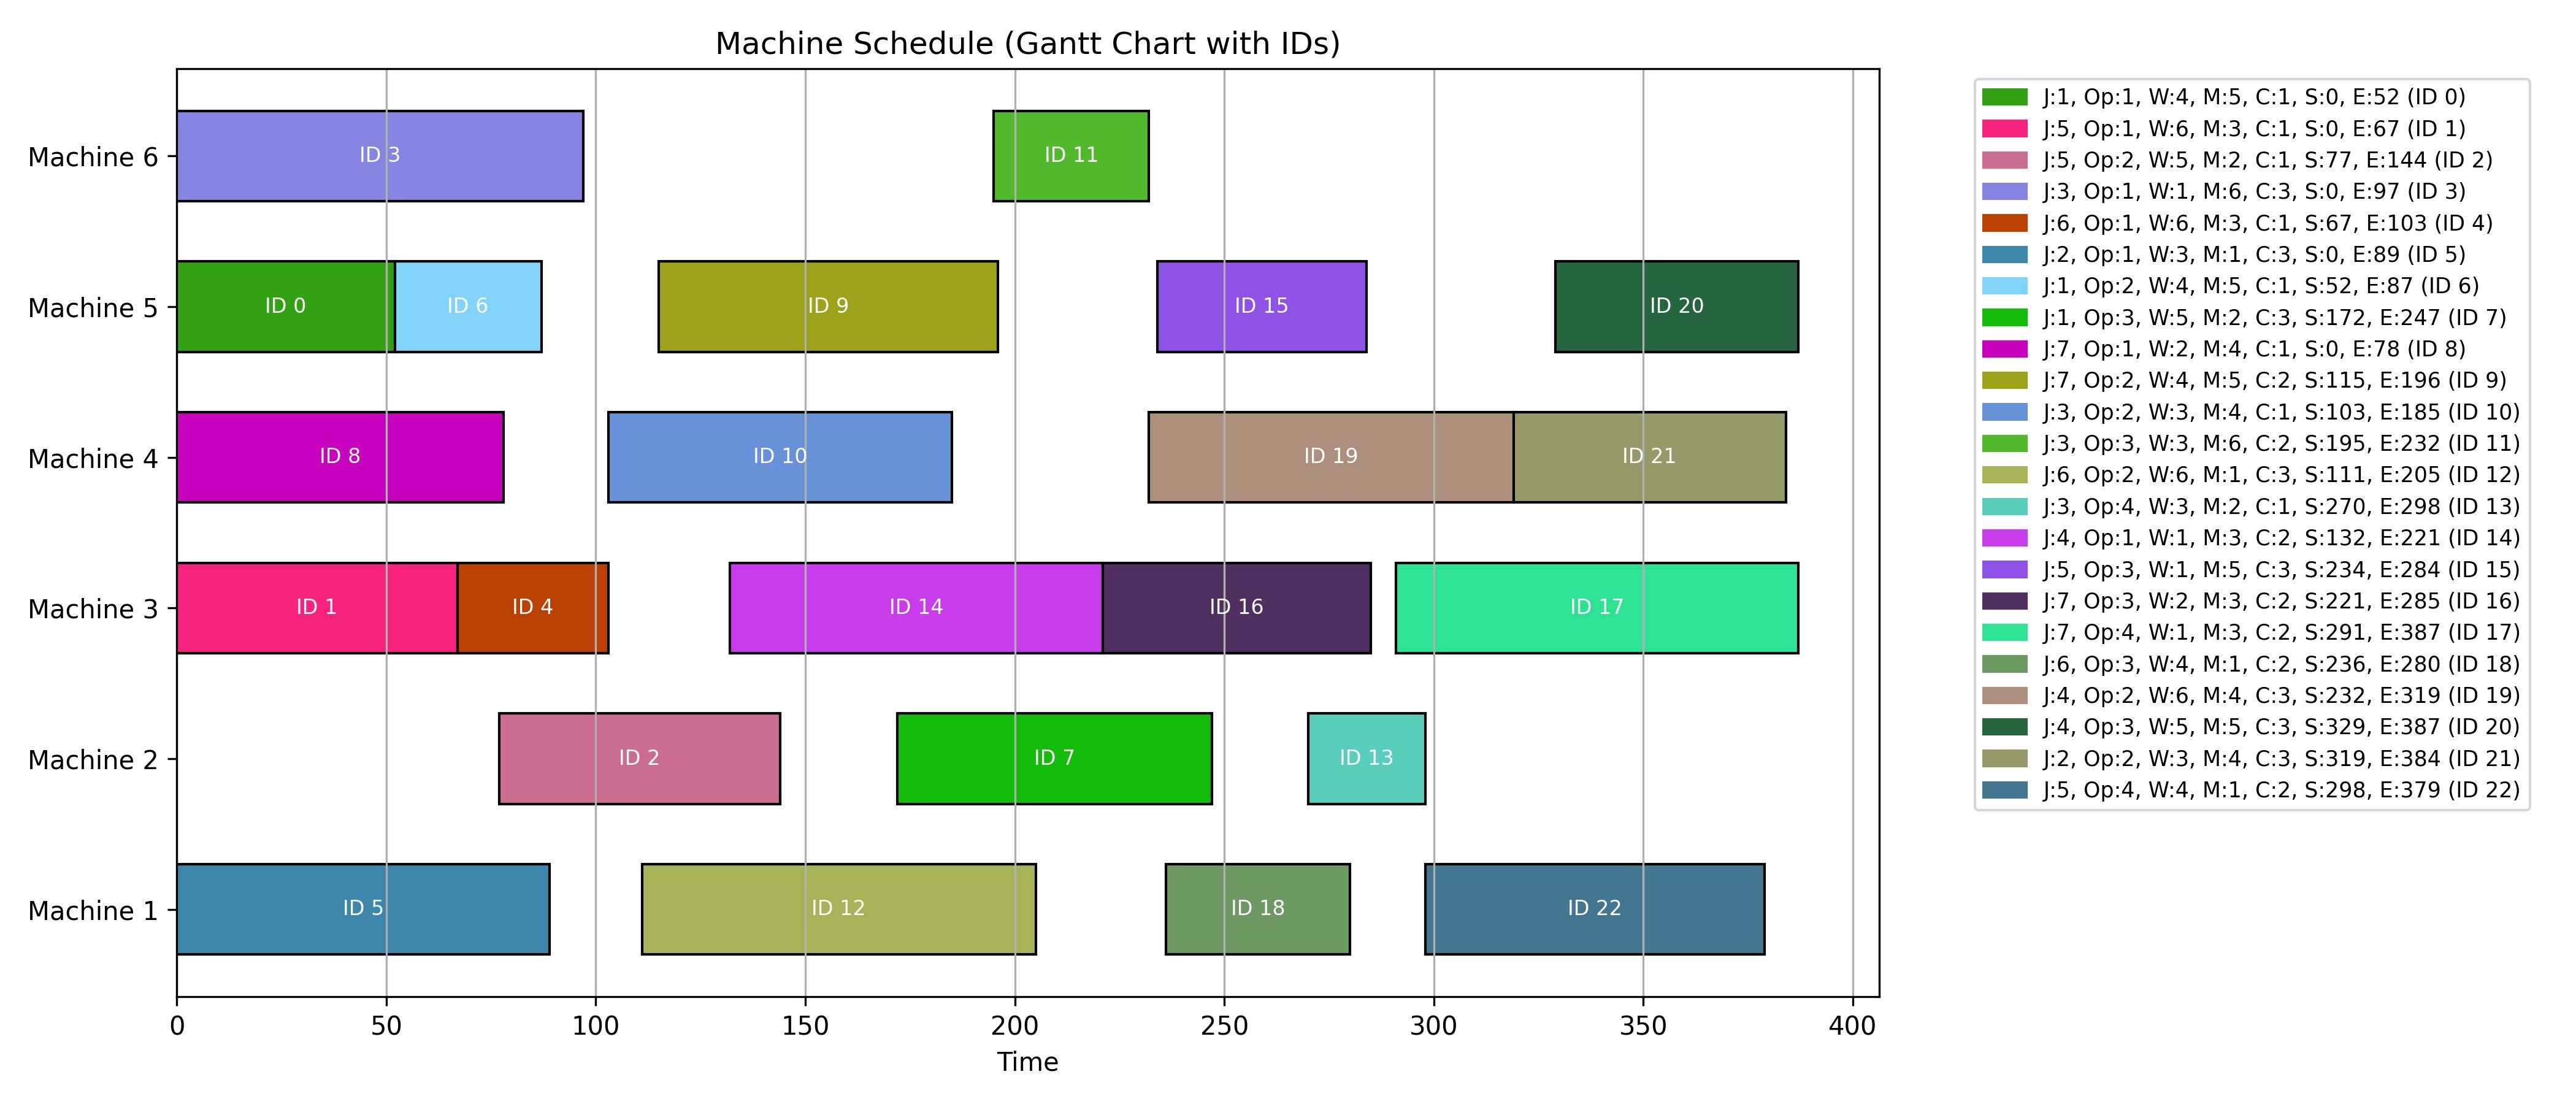 Machine Schedule (Gantt Chart with IDs)
Machine 6
ID 3
ID 11
Machine 5
ID 0
ID 6
ID 9
ID 15
ID 20
Machine 4
ID 8
ID 10
ID 19
ID 21
Machine 3
ID 1
ID 4
ID 14
ID 16
ID 17
Machine 2
ID 2
ID 7
ID 13
Machine 1
ID 5
ID 12
ID 18
ID 22
0 50 100 150 200 250 300 350 400
Time
J:1, Op:1, W:4, M:5, C:1, S:0, E:52 (ID 0)
J:5, Op:1, W:6, M:3, C:1, S:0, E:67 (ID 1)
J:5, Op:2, W:5, M:2, C:1, S:77, E:144 (ID 2)
J:3, Op:1, W:1, M:6, C:3, S:0, E:97 (ID 3)
J:6, Op:1, W:6, M:3, C:1, S:67, E:103 (ID 4)
J:2, Op:1, W:3, M:1, C:3, S:0, E:89 (ID 5)
J:1, Op:2, W:4, M:5, C:1, S:52, E:87 (ID 6)
J:1, Op:3, W:5, M:2, C:3, S:172, E:247 (ID 7)
J:7, Op:1, W:2, M:4, C:1, S:0, E:78 (ID 8)
J:7, Op:2, W:4, M:5, C:2, S:115, E:196 (ID 9)
J:3, Op:2, W:3, M:4, C:1, S:103, E:185 (ID 10)
J:3, Op:3, W:3, M:6, C:2, S:195, E:232 (ID 11)
J:6, Op:2, W:6, M:1, C:3, S:111, E:205 (ID 12)
J:3, Op:4, W:3, M:2, C:1, S:270, E:298 (ID 13)
J:4, Op:1, W:1, M:3, C:2, S:132, E:221 (ID 14)
J:5, Op:3, W:1, M:5, C:3, S:234, E:284 (ID 15)
J:7, Op:3, W:2, M:3, C:2, S:221, E:285 (ID 16)
J:7, Op:4, W:1, M:3, C:2, S:291, E:387 (ID 17)
J:6, Op:3, W:4, M:1, C:2, S:236, E:280 (ID 18)
J:4, Op:2, W:6, M:4, C:3, S:232, E:319 (ID 19)
J:4, Op:3, W:5, M:5, C:3, S:329, E:387 (ID 20)
J:2, Op:2, W:3, M:4, C:3, S:319, E:384 (ID 21)
J:5, Op:4, W:4, M:1, C:2, S:298, E:379 (ID 22)